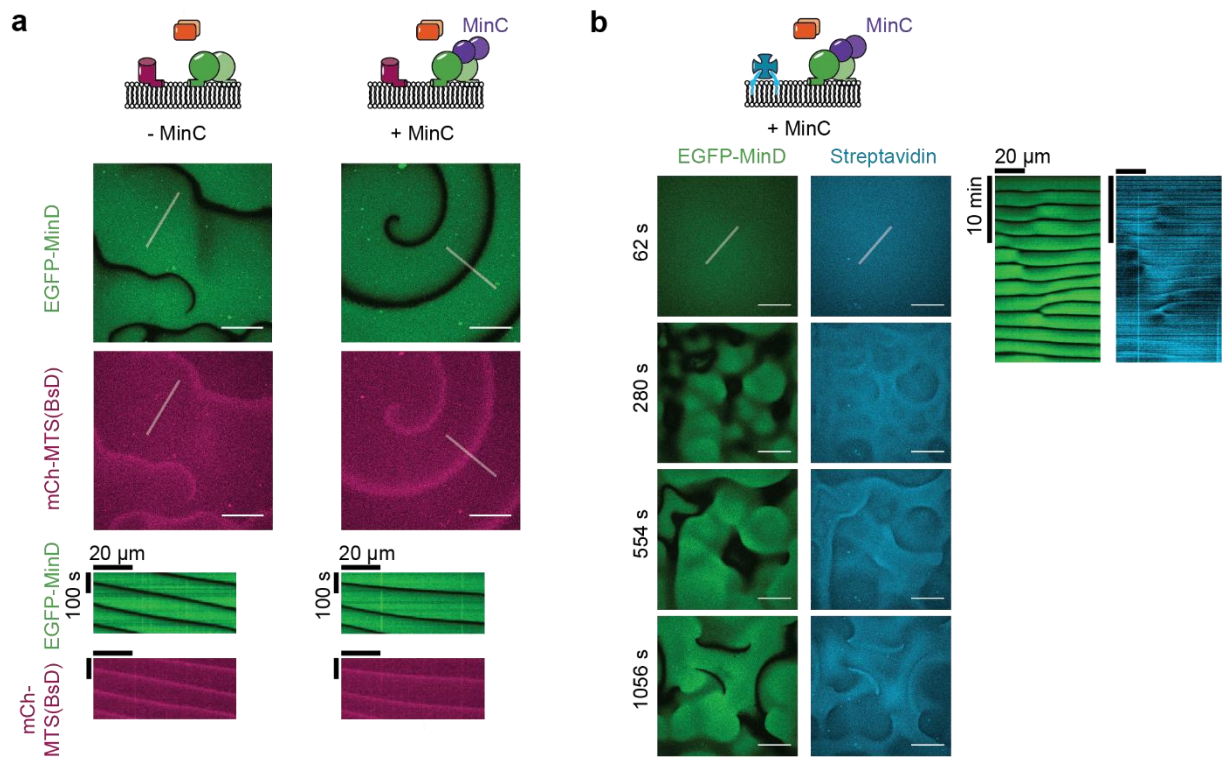 a
MinC
- MinC
+ MinC
EGFP-MinD
mCh-MTS(BsD)
20 µm
20 µm
EGFP-MinD
100 s
100 s
mCh-
MTS(BsD)
b
MinC
+ MinC
EGFP-MinD
Streptavidin
20 µm
10 min
62 s
280 s
554 s
1056 s